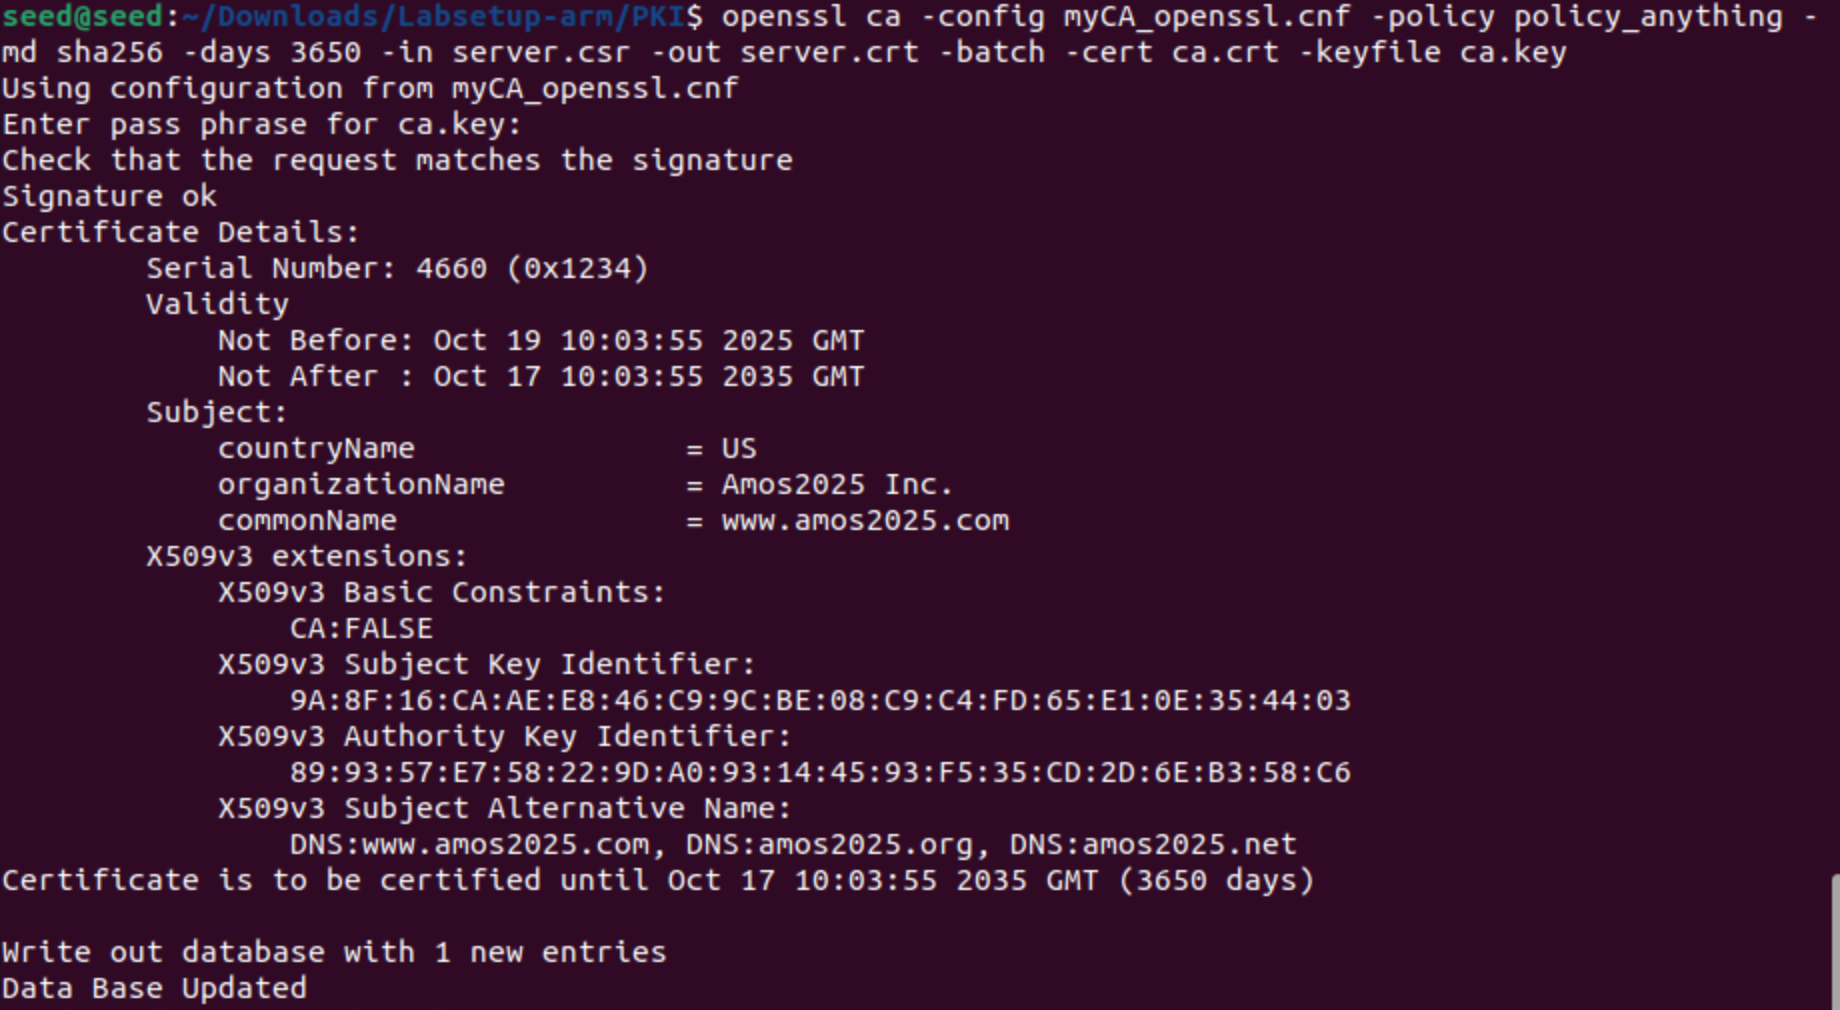 seed@seed:~/Downloads/Labsetup-arm/PKI$ openssl ca -config myCA_openssl.cnf -policy policy_anything -
md sha256 -days 3650 -in server.csr -out server.crt -batch -cert ca.crt -keyfile ca.key
Using configuration from myCA_openssl.cnf
Enter pass phrase for ca.key:
Check that the request matches the signature
Signature ok
Certificate Details:
        Serial Number: 4660 (0x1234)
        Validity
            Not Before: Oct 19 10:03:55 2025 GMT
            Not After : Oct 17 10:03:55 2035 GMT
        Subject:
            countryName               = US
            organizationName          = Amos2025 Inc.
            commonName                = www.amos2025.com
        X509v3 extensions:
            X509v3 Basic Constraints:
                CA:FALSE
            X509v3 Subject Key Identifier:
                9A:8F:16:CA:AE:E8:46:C9:9C:BE:08:C9:C4:FD:65:E1:0E:35:44:03
            X509v3 Authority Key Identifier:
                89:93:57:E7:58:22:9D:A0:93:14:45:93:F5:35:CD:2D:6E:B3:58:C6
            X509v3 Subject Alternative Name:
                DNS:www.amos2025.com, DNS:amos2025.org, DNS:amos2025.net
Certificate is to be certified until Oct 17 10:03:55 2035 GMT (3650 days)

Write out database with 1 new entries
Data Base Updated